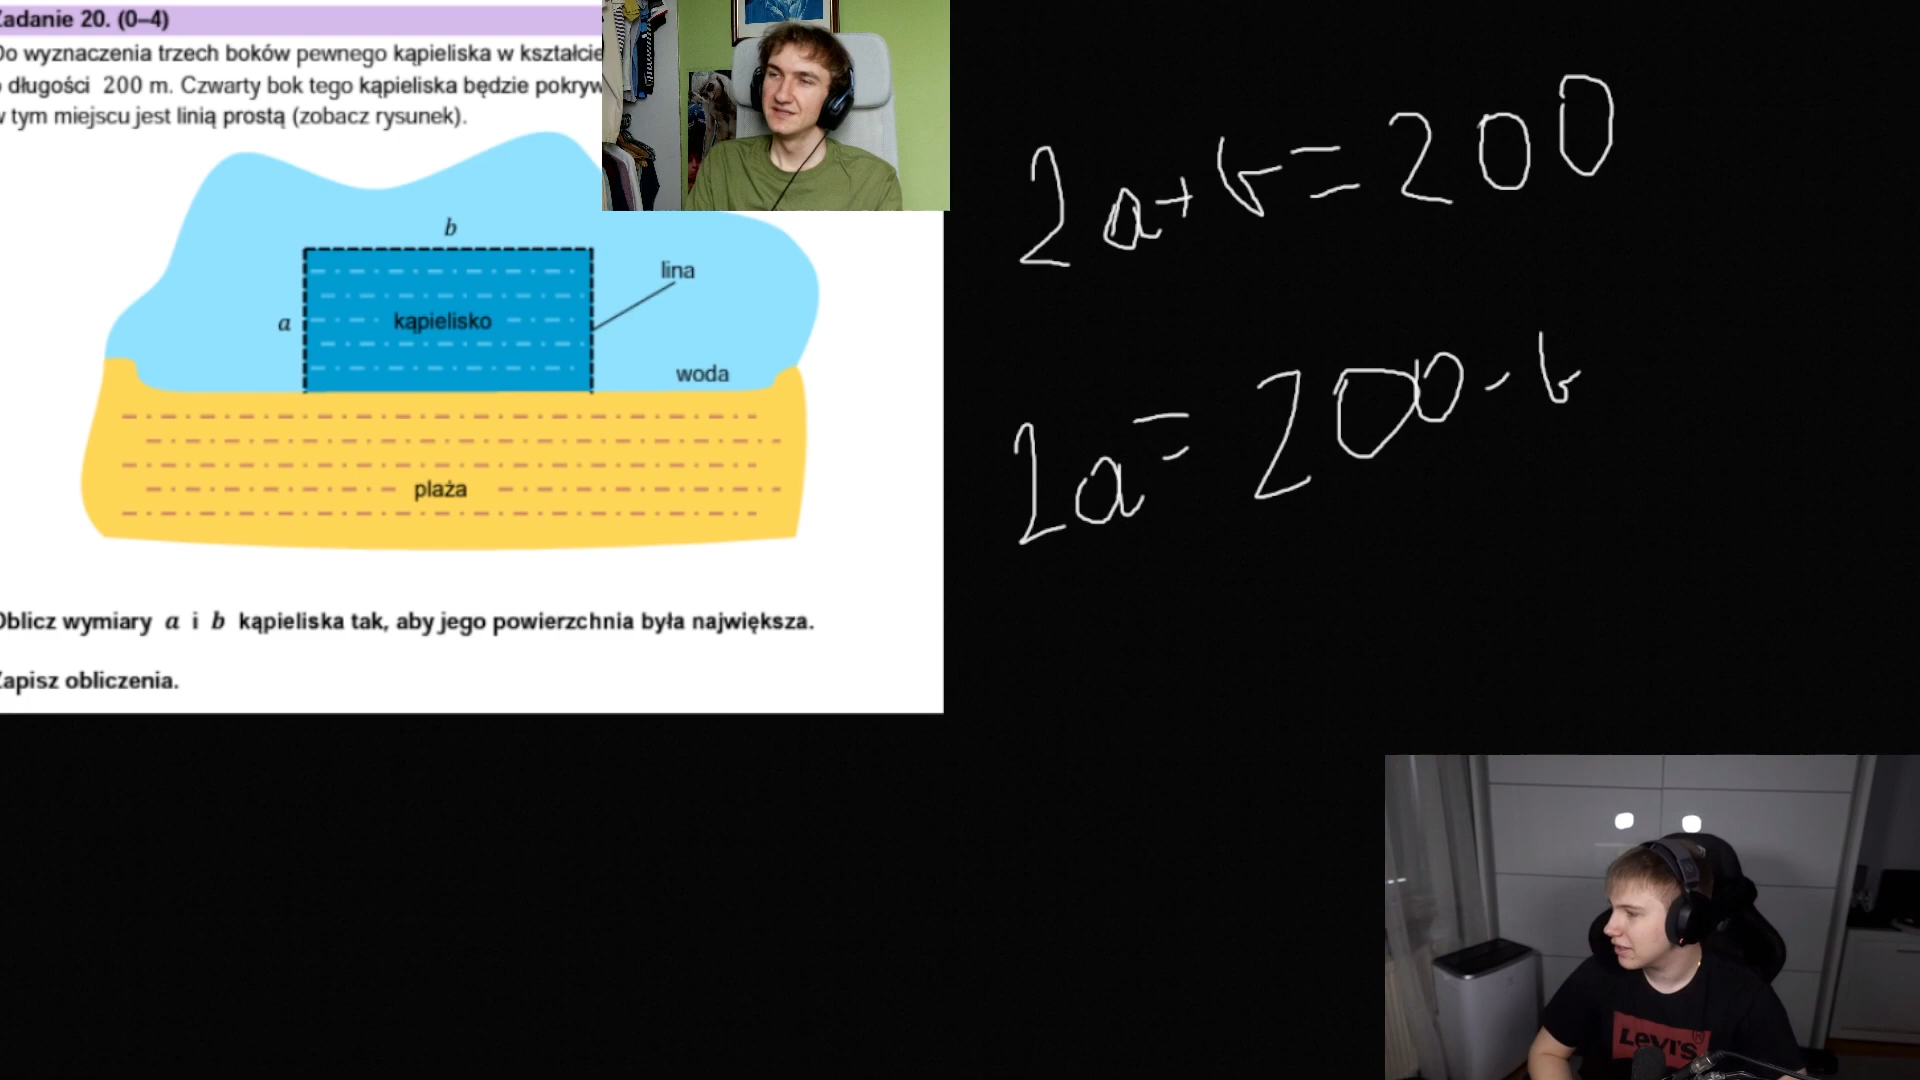 Zadanie 20. (0–4)
Do wyznaczenia trzech boków pewnego kąpieliska w kształcie
długości 200 m. Czwarty bok tego kąpieliska będzie pokryw
w tym miejscu jest linią prostą (zobacz rysunek).
b
lina
a
kąpielisko
woda
plaża
Oblicz wymiary a i b kąpieliska tak, aby jego powierzchnia była największa.
Zapisz obliczenia.
2a+b=200
2a=200-b
Levi's